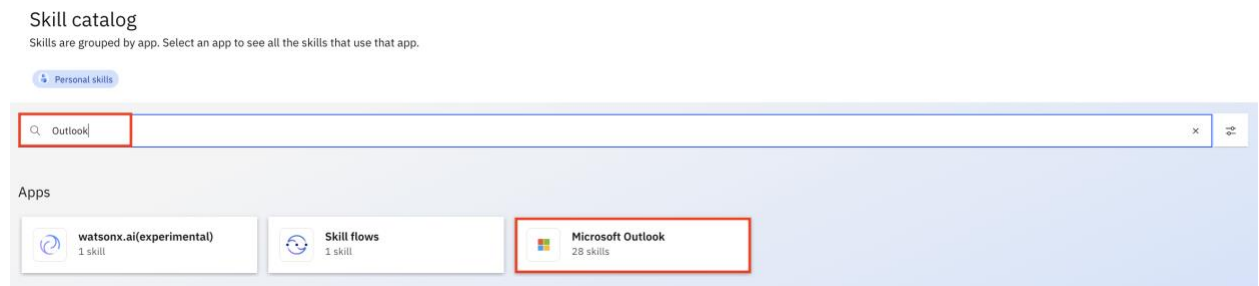 Skill catalog
Skills are grouped by app. Select an app to see all the skills that use that app.
Personal skills
Outlook
Apps
watsonx.ai(experimental)
1 skill
Skill flows
1 skill
Microsoft Outlook
28 skills